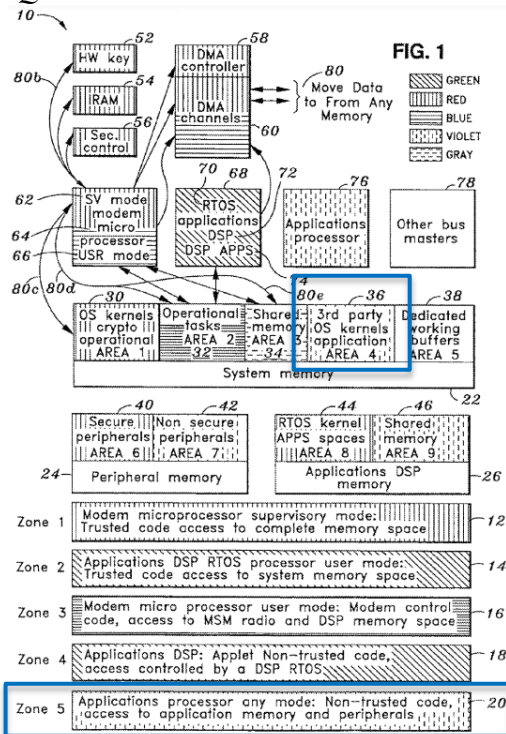 10
52
HW key
80b
54
IRAM
56
Sec. control
58
DMA controller
DMA channels
60
80
Move Data to From Any Memory
FIG. 1
GREEN
RED
BLUE
VIOLET
GRAY
62
SV mode modem
64
micro processor
66
USR mode
70
68
72
RTOS applications
DSP
DSP APPS
74
76
Applications processor
78
Other bus masters
80c
80d
80e
30
OS kernels crypto operational AREA 1
Operational tasks AREA 2
32
Shared memory AREA 3
34
36
3rd party OS kernels application AREA 4
38
Dedicated working buffers AREA 5
System memory
22
40
Secure peripherals AREA 6
42
Non secure peripherals AREA 7
24
Peripheral memory
44
RTOS kernel APPS spaces AREA 8
46
Shared memory AREA 9
Applications DSP memory
26
Zone 1
Modem microprocessor supervisory mode:
Trusted code access to complete memory space
12
Zone 2
Applications DSP RTOS processor user mode:
Trusted code access to system memory space
14
Zone 3
Modem micro processor user mode: Modem control
code, access to MSM radio and DSP memory space
16
Zone 4
Applications DSP: Applet Non-trusted code,
access controlled by a DSP RTOS
18
Zone 5
Applications processor any mode: Non-trusted code,
access to application memory and peripherals
20